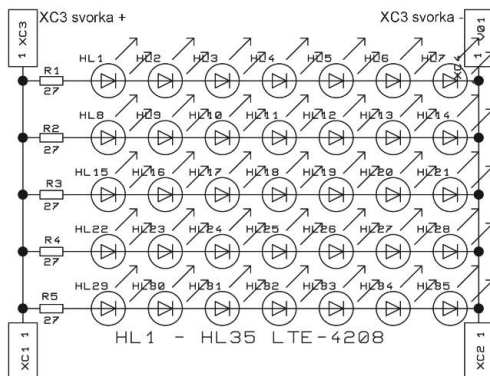 XC3 svorka +
XC3 svorka -
1 XC3
1 V01
XC4
HL1 HL2 HL3 HL4 HL5 HL6 HL7
R1
27
HL8 HL9 HL10 HL11 HL12 HL13 HL14
R2
27
HL15 HL16 HL17 HL18 HL19 HL20 HL21
R3
27
HL22 HL23 HL24 HL25 HL26 HL27 HL28
R4
27
HL29 HL30 HL31 HL32 HL33 HL34 HL35
R5
27
HL1 - HL35 LTE-4208
XC1 1
XC2 1